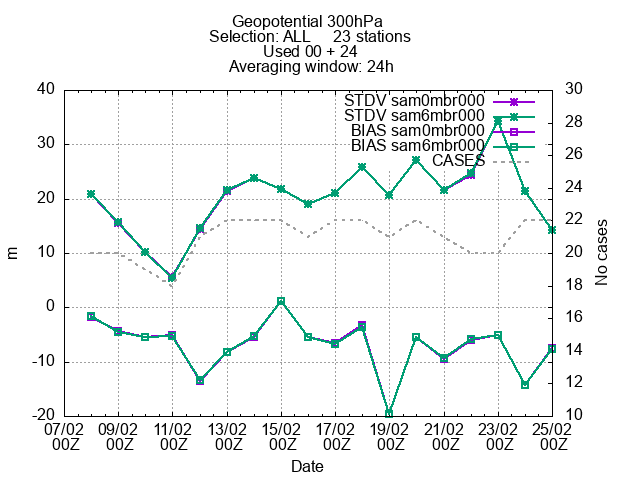 Geopotential 300hPa
Selection: ALL 23 stations
Used 00 + 24
Averaging window: 24h
STDV sam0mbr000
STDV sam6mbr000
BIAS sam0mbr000
BIAS sam6mbr000
CASES
40
30
20
10
0
-10
-20
m
30
28
26
24
22
20
18
16
14
12
10
No cases
07/02 09/02 11/02 13/02 15/02 17/02 19/02 21/02 23/02 25/02
00Z 00Z 00Z 00Z 00Z 00Z 00Z 00Z 00Z 00Z
Date